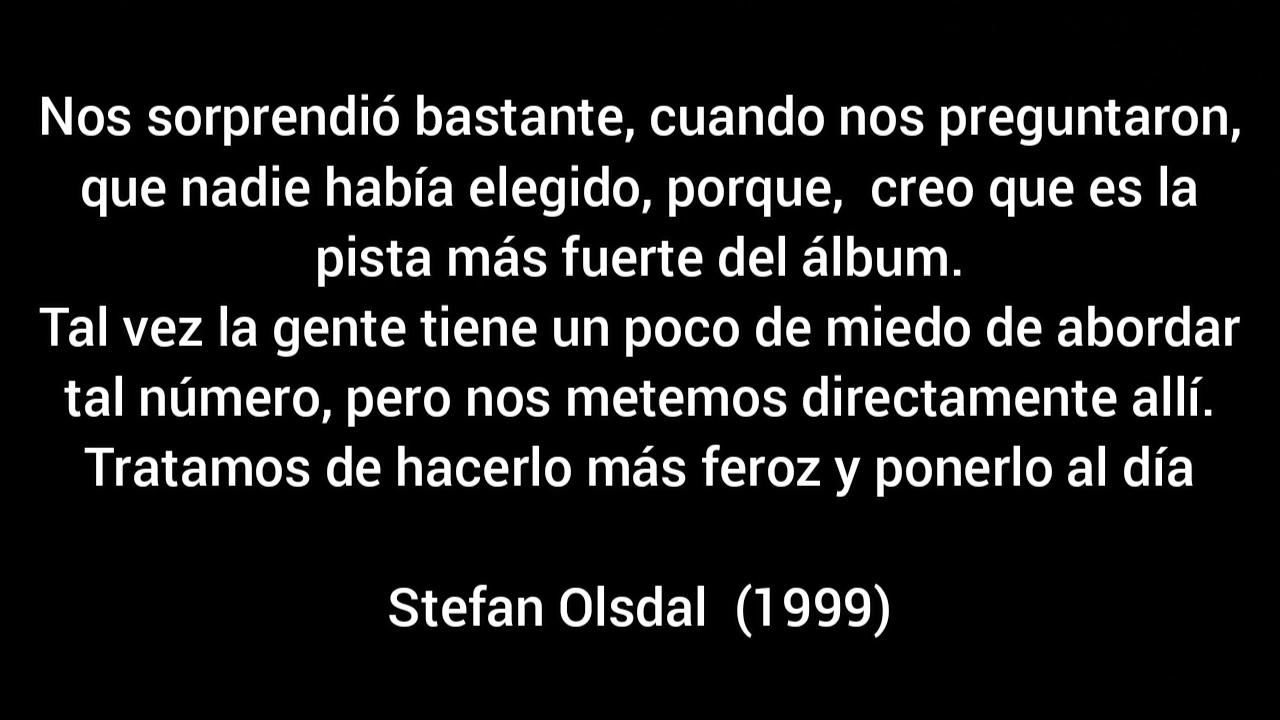 Nos sorprendió bastante, cuando nos preguntaron,
que nadie había elegido, porque,  creo que es la
pista más fuerte del álbum.
Tal vez la gente tiene un poco de miedo de abordar
tal número, pero nos metemos directamente allí.
Tratamos de hacerlo más feroz y ponerlo al día
Stefan Olsdal  (1999)